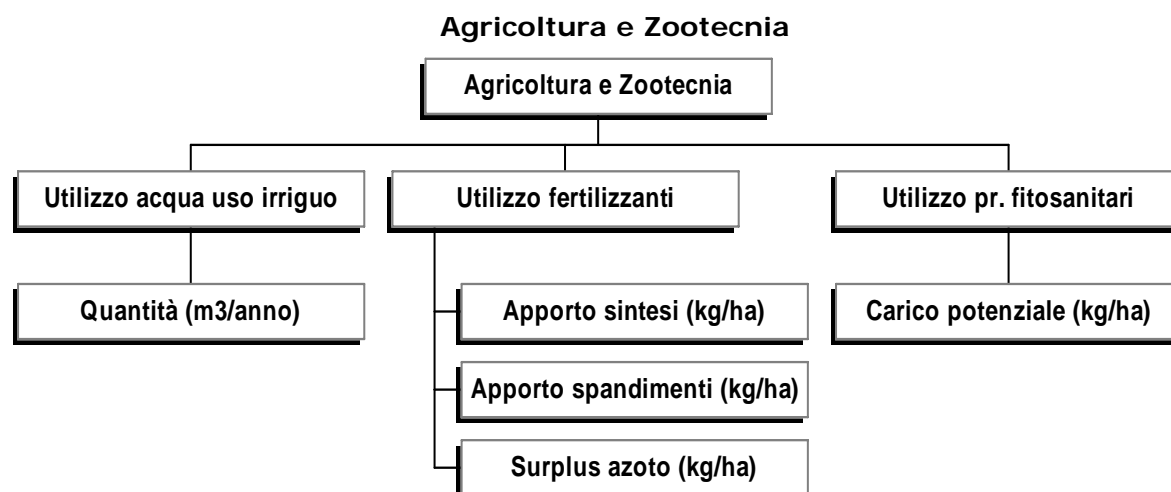 Agricoltura e Zootecnia
Agricoltura e Zootecnia
Utilizzo acqua uso irriguo
Utilizzo fertilizzanti
Utilizzo pr. fitosanitari
Quantità (m3/anno)
Apporto sintesi (kg/ha)
Carico potenziale (kg/ha)
Apporto spandimenti (kg/ha)
Surplus azoto (kg/ha)